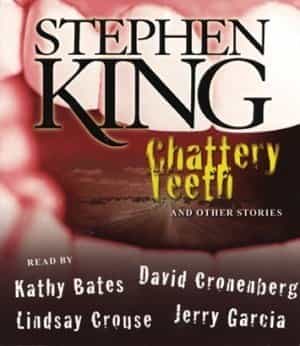 STEPHEN
KING
Chattery
Teeth
AND OTHER STORIES
READ BY
Kathy Bates David Cronenberg
Lindsay Crouse Jerry Garcia